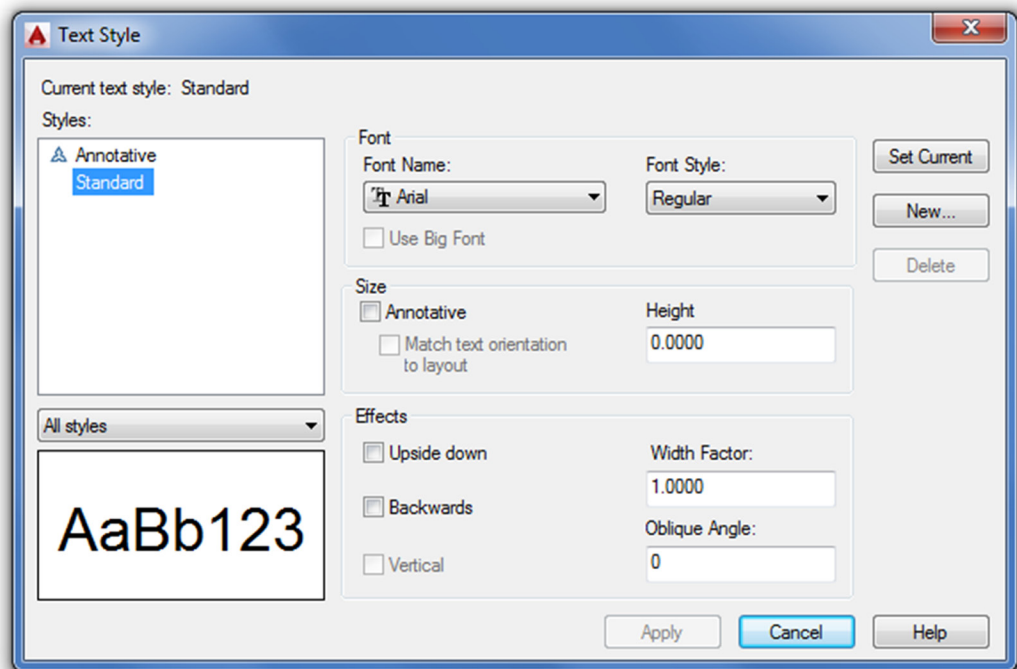 Text Style
Current text style: Standard
Styles:
Annotative
Standard
All styles
AaBb123
Font
Font Name:
Arial
Font Style:
Regular
Use Big Font
Size
Annotative
Match text orientation
to layout
Height
0.0000
Effects
Upside down
Backwards
Vertical
Width Factor:
1.0000
Oblique Angle:
0
Set Current
New...
Delete
Apply
Cancel
Help